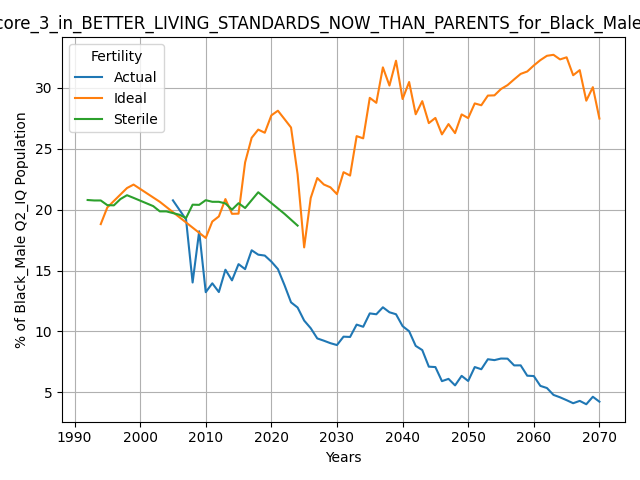 core_3_in_BETTER_LIVING_STANDARDS_NOW_THAN_PARENTS_for_Black_Male
Fertility
Actual
Ideal
Sterile
% of Black_Male Q2_IQ Population
30
25
20
15
10
5
1990 2000 2010 2020 2030 2040 2050 2060 2070
Years